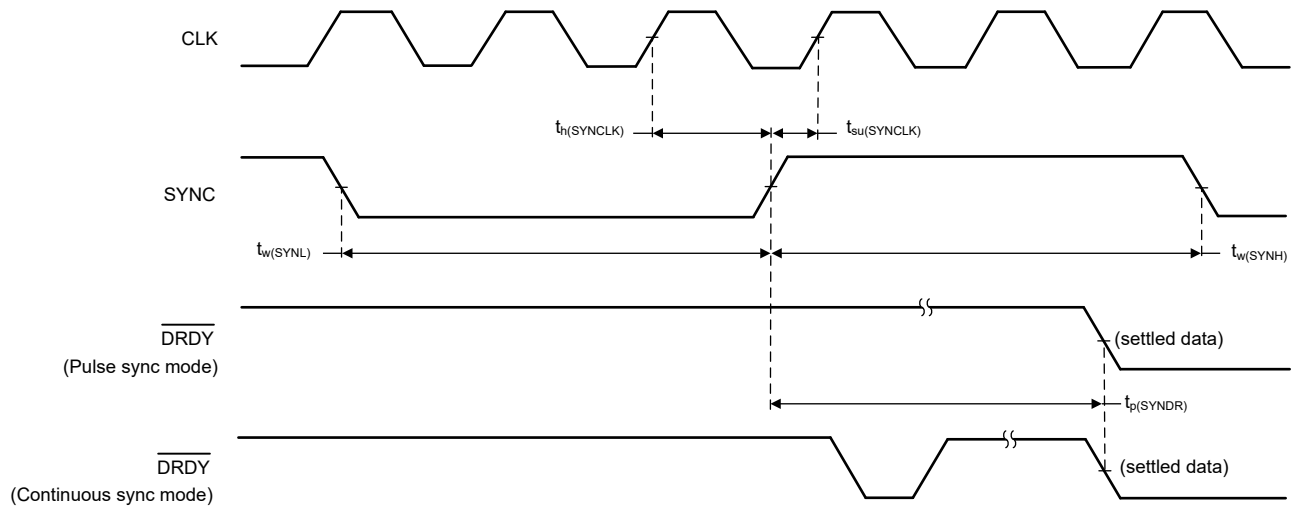 CLK
th(SYNCLK)
tsu(SYNCLK)
SYNC
tw(SYNL)
tw(SYNH)
DRDY
(Pulse sync mode)
(settled data)
tp(SYNDR)
DRDY
(Continuous sync mode)
(settled data)